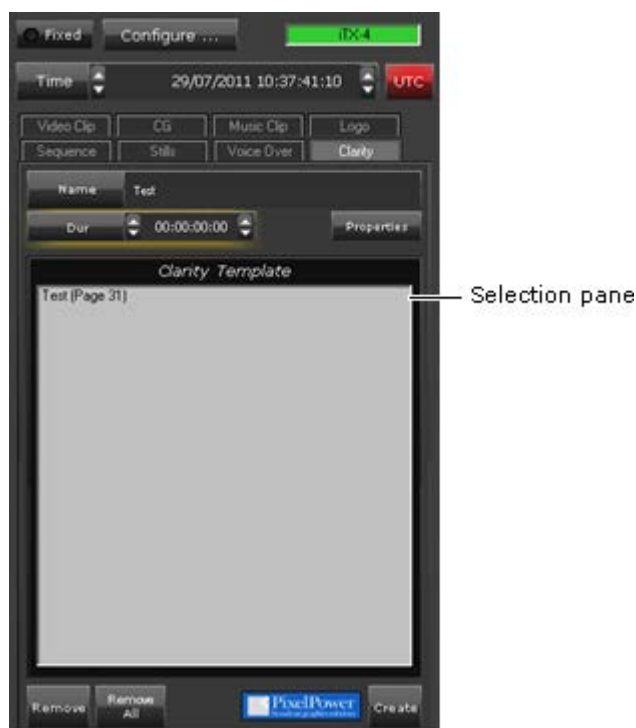 Fixed Configure ... iTX-4
Time 29/07/2011 10:37:41:10 UTC
Video Clip CG Music Clip Logo
Sequence Stills Voice Over Clarity
Name Test
Dur 00:00:00:00 Properties
Clarity Template
Test (Page 31)
Selection pane
Remove Remove All PixelPower Create